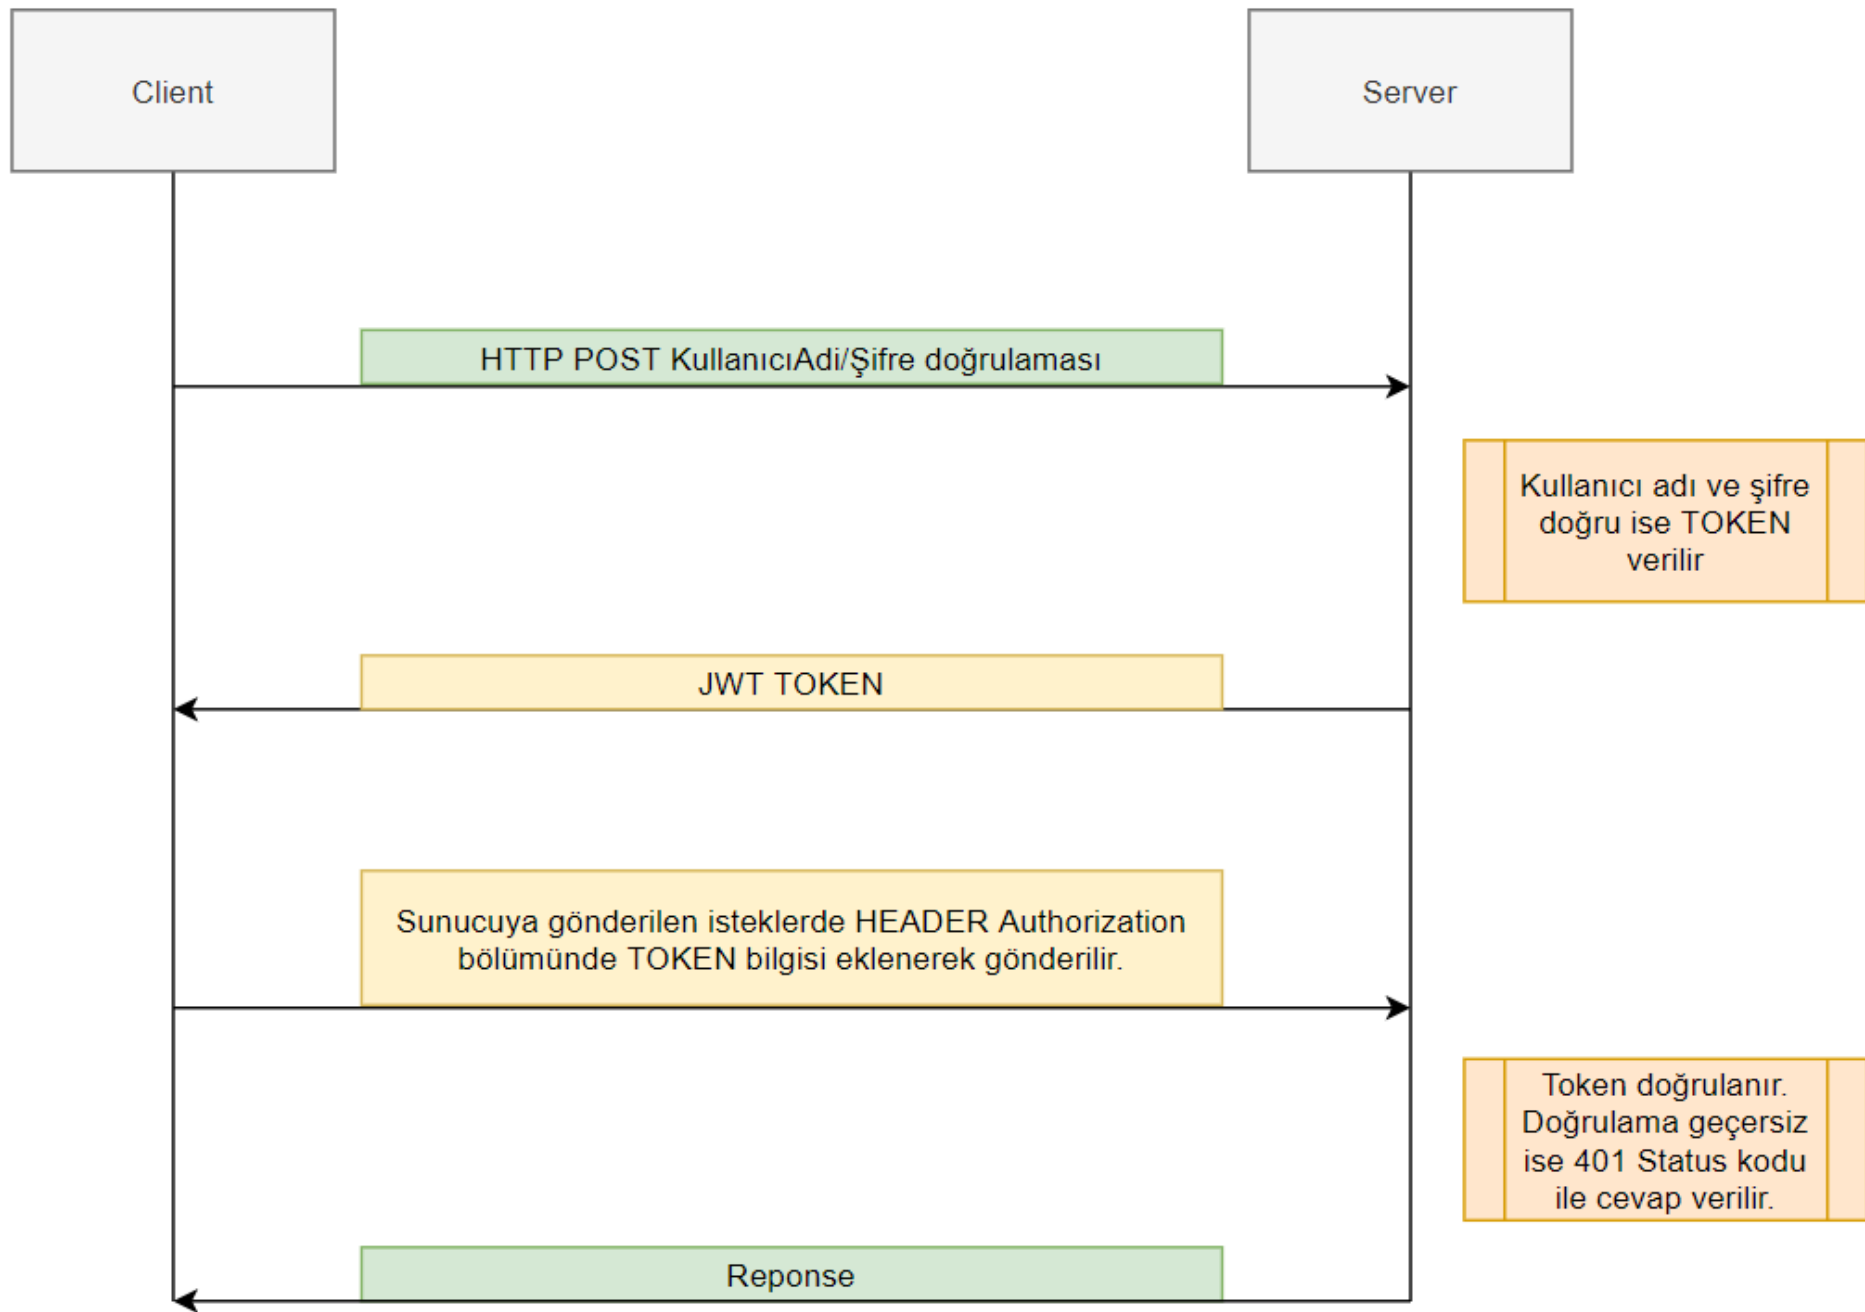 Client
Server
HTTP POST KullanıcıAdi/Şifre doğrulaması
Kullanıcı adı ve şifre
doğru ise TOKEN
verilir
JWT TOKEN
Sunucuya gönderilen isteklerde HEADER Authorization
bölümünde TOKEN bilgisi eklenerek gönderilir.
Token doğrulanır.
Doğrulama geçersiz
ise 401 Status kodu
ile cevap verilir.
Reponse